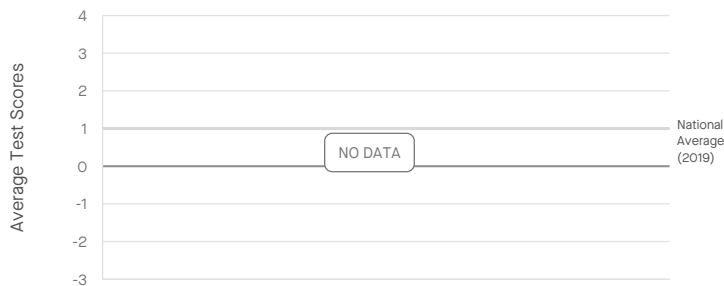 Average Test Scores
4
3
2
1
0
-1
-2
-3
NO DATA
National
Average
(2019)